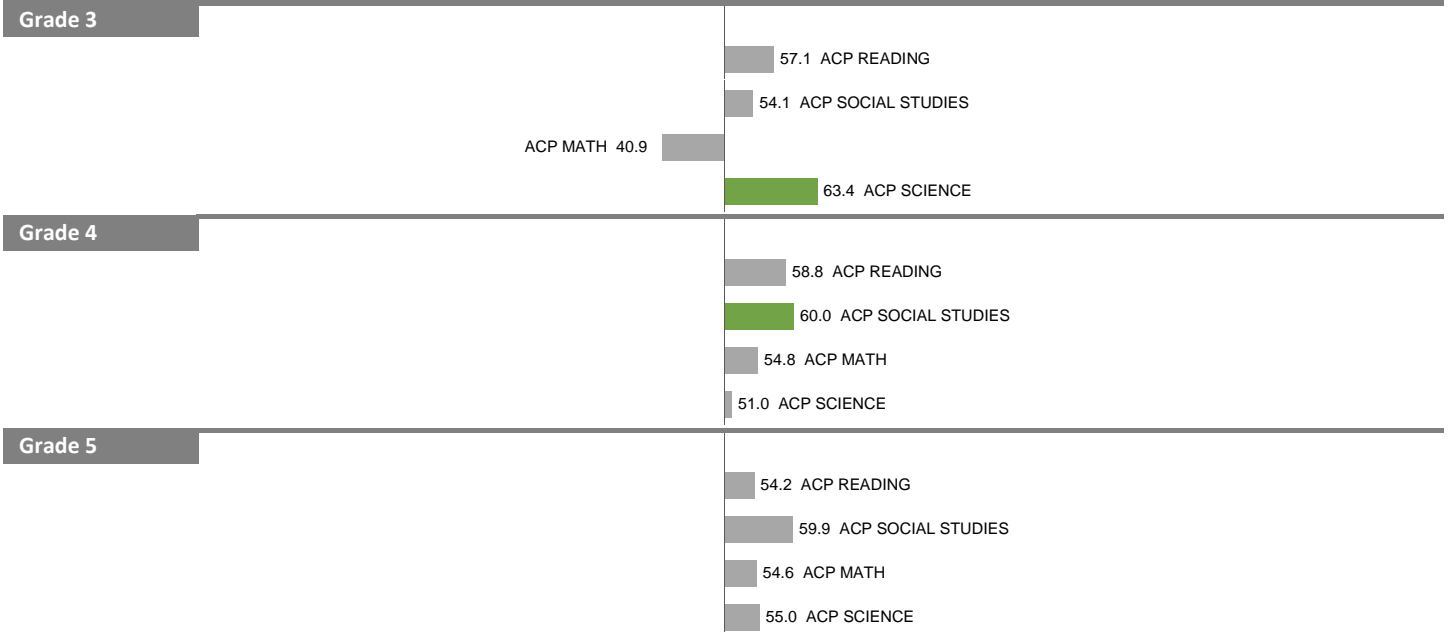 Grade 3
57.1 ACP READING
54.1 ACP SOCIAL STUDIES
ACP MATH 40.9
63.4 ACP SCIENCE
Grade 4
58.8 ACP READING
60.0 ACP SOCIAL STUDIES
54.8 ACP MATH
51.0 ACP SCIENCE
Grade 5
54.2 ACP READING
59.9 ACP SOCIAL STUDIES
54.6 ACP MATH
55.0 ACP SCIENCE